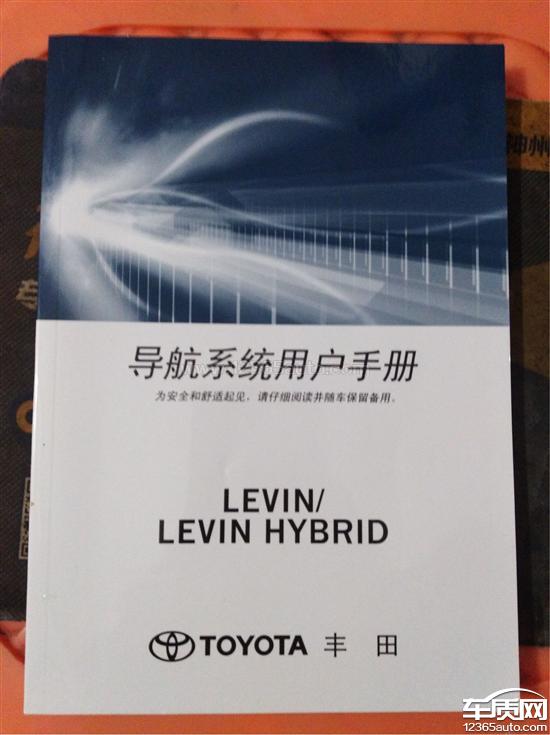 神州
导航系统用户手册
为安全和舒适起见，请仔细阅读并随车保留备用。
LEVIN/
LEVIN HYBRID
TOYOTA 丰 田
车质网
12365auto.com